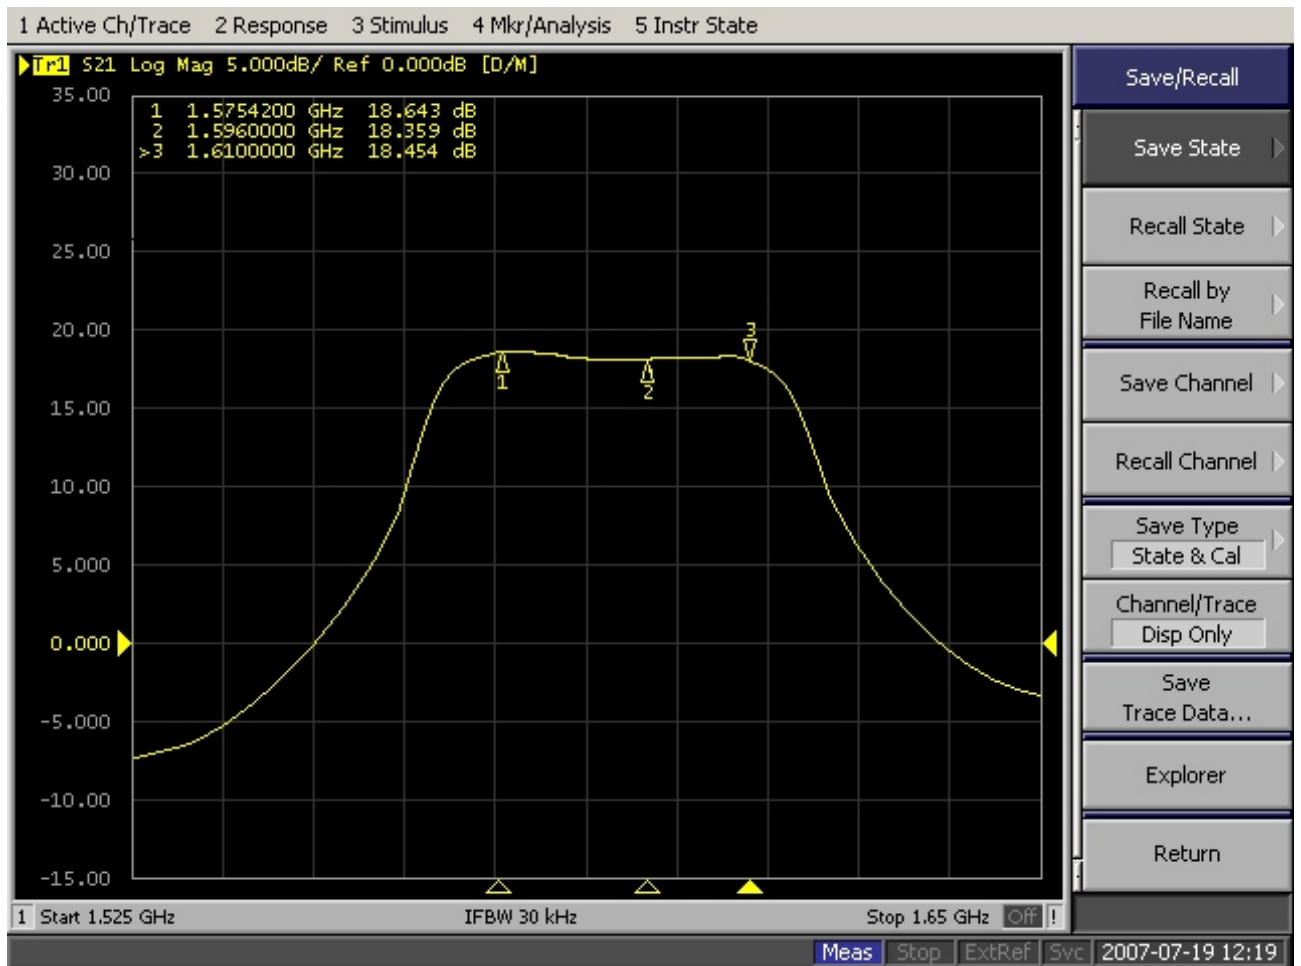 1 Active Ch/Trace 2 Response 3 Stimulus 4 Mkr/Analysis 5 Instr State
Tr1 S21 Log Mag 5.000dB/ Ref 0.000dB [D/M]
35.00
1 1.5754200 GHz 18.643 dB
2 1.5960000 GHz 18.359 dB
>3 1.6100000 GHz 18.454 dB
30.00
25.00
20.00
15.00
10.00
5.000
0.000
-5.000
-10.00
-15.00
3
1
2
1 Start 1.525 GHz IFBW 30 kHz Stop 1.65 GHz Off !
Save/Recall
Save State
Recall State
Recall by
File Name
Save Channel
Recall Channel
Save Type
State & Cal
Channel/Trace
Disp Only
Save
Trace Data...
Explorer
Return
Meas Stop ExtRef Svc 2007-07-19 12:19